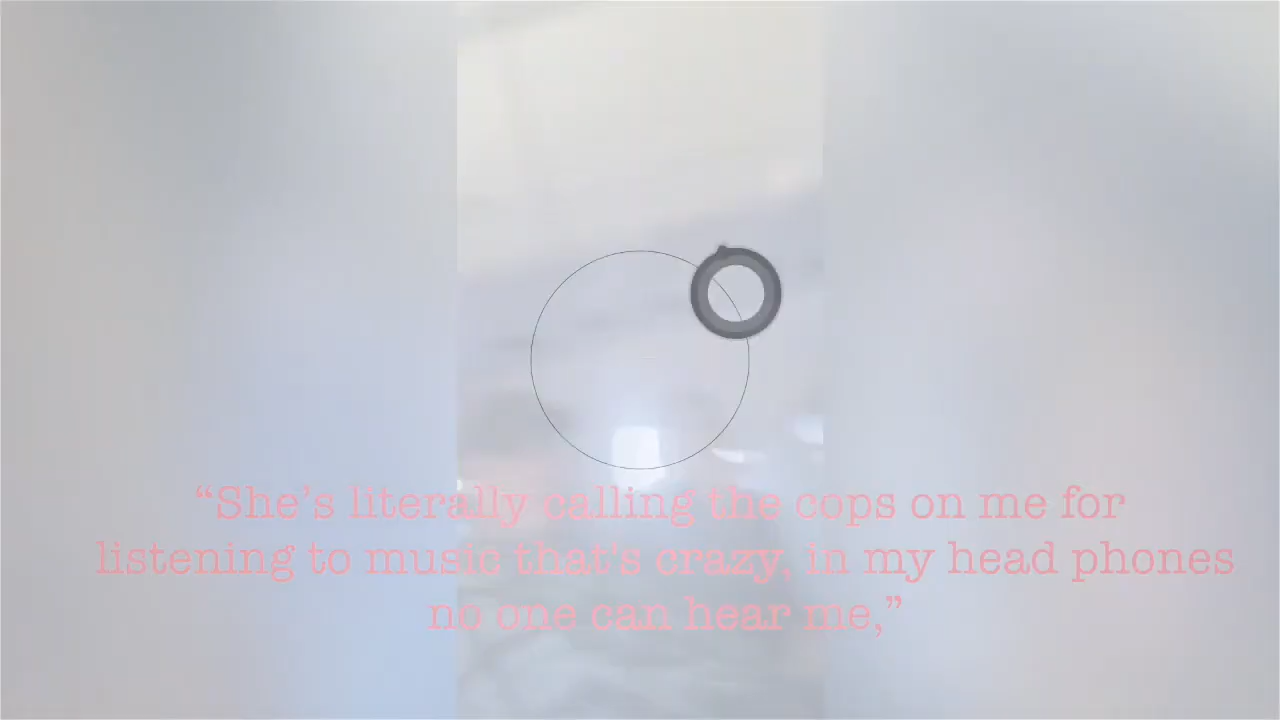 “She’s literally calling the cops on me for
listening to music that's crazy, in my head phones
no one can hear me,”